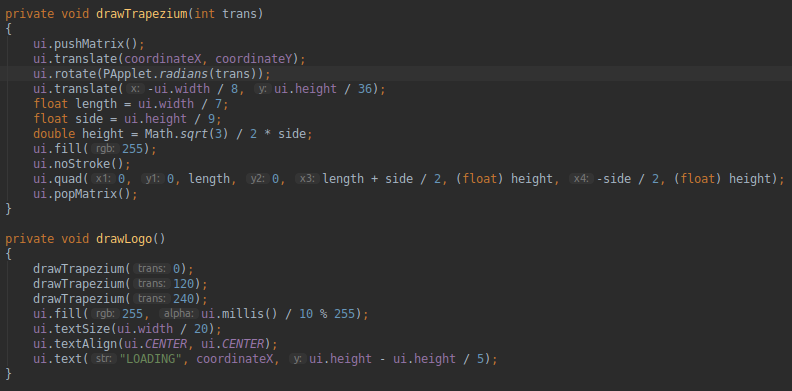 private void drawTrapezium(int trans)
{
ui.pushMatrix();
ui.translate(coordinateX, coordinateY);
ui.rotate(PApplet.radians(trans));
ui.translate( x: -ui.width / 8, y: ui.height / 36);
float length = ui.width / 7;
float side = ui.height / 9;
double height = Math.sqrt(3) / 2 * side;
ui.fill( rgb: 255);
ui.noStroke();
ui.quad( x1: 0, y1: 0, length, y2: 0, x3: length + side / 2, (float) height, x4: -side / 2, (float) height);
ui.popMatrix();
}
private void drawLogo()
{
drawTrapezium( trans: 0);
drawTrapezium( trans: 120);
drawTrapezium( trans: 240);
ui.fill( rgb: 255, alpha: ui.millis() / 10 % 255);
ui.textSize(ui.width / 20);
ui.textAlign(ui.CENTER, ui.CENTER);
ui.text( str: "LOADING", coordinateX, y: ui.height - ui.height / 5);
}